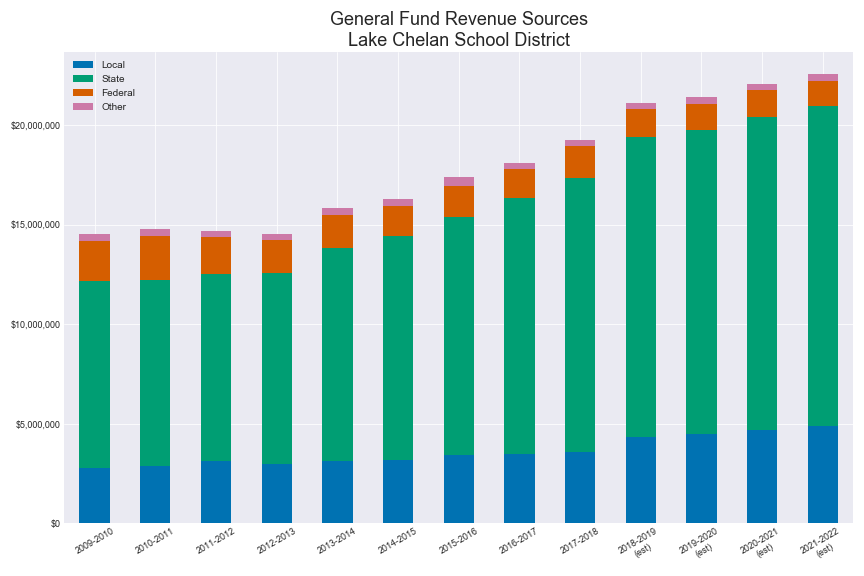 General Fund Revenue Sources
Lake Chelan School District
Local
State
Federal
Other
$20,000,000
$15,000,000
$10,000,000
$5,000,000
$0
2009-2010
2010-2011
2011-2012
2012-2013
2013-2014
2014-2015
2015-2016
2016-2017
2017-2018
2018-2019
(est)
2019-2020
(est)
2020-2021
(est)
2021-2022
(est)